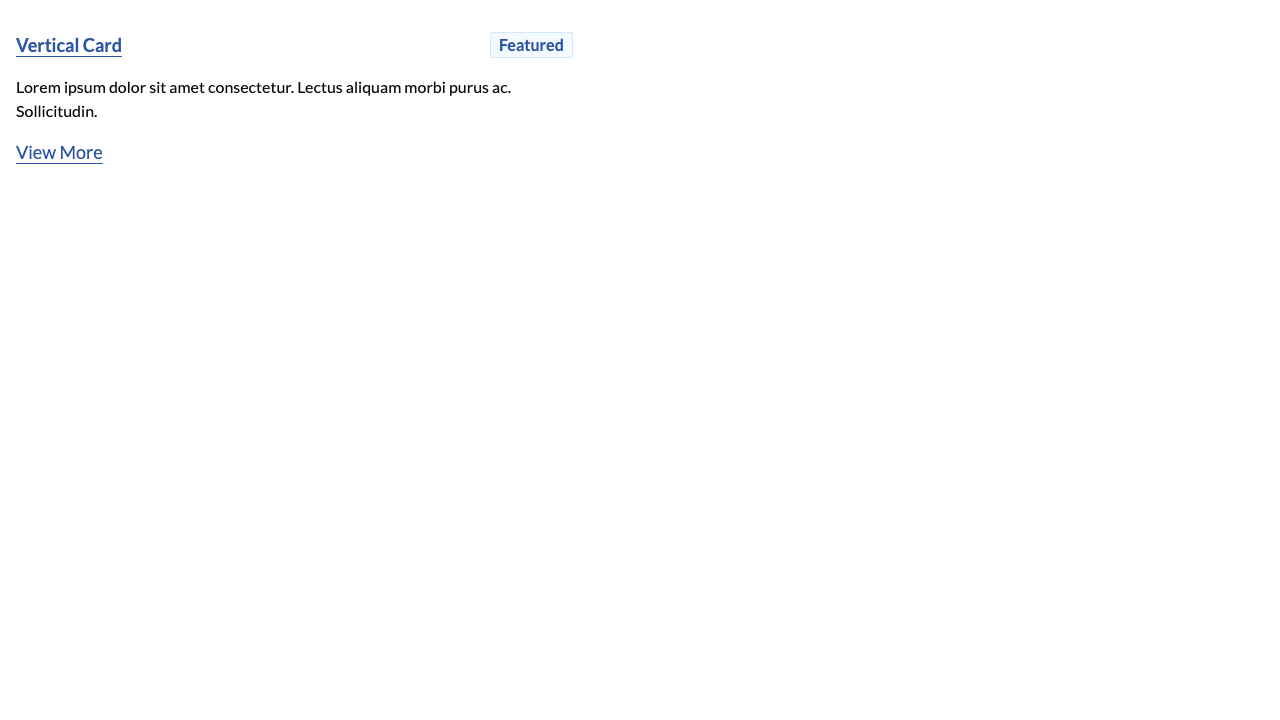 Vertical Card
Featured
Lorem ipsum dolor sit amet consectetur. Lectus aliquam morbi purus ac.
Sollicitudin.
View More